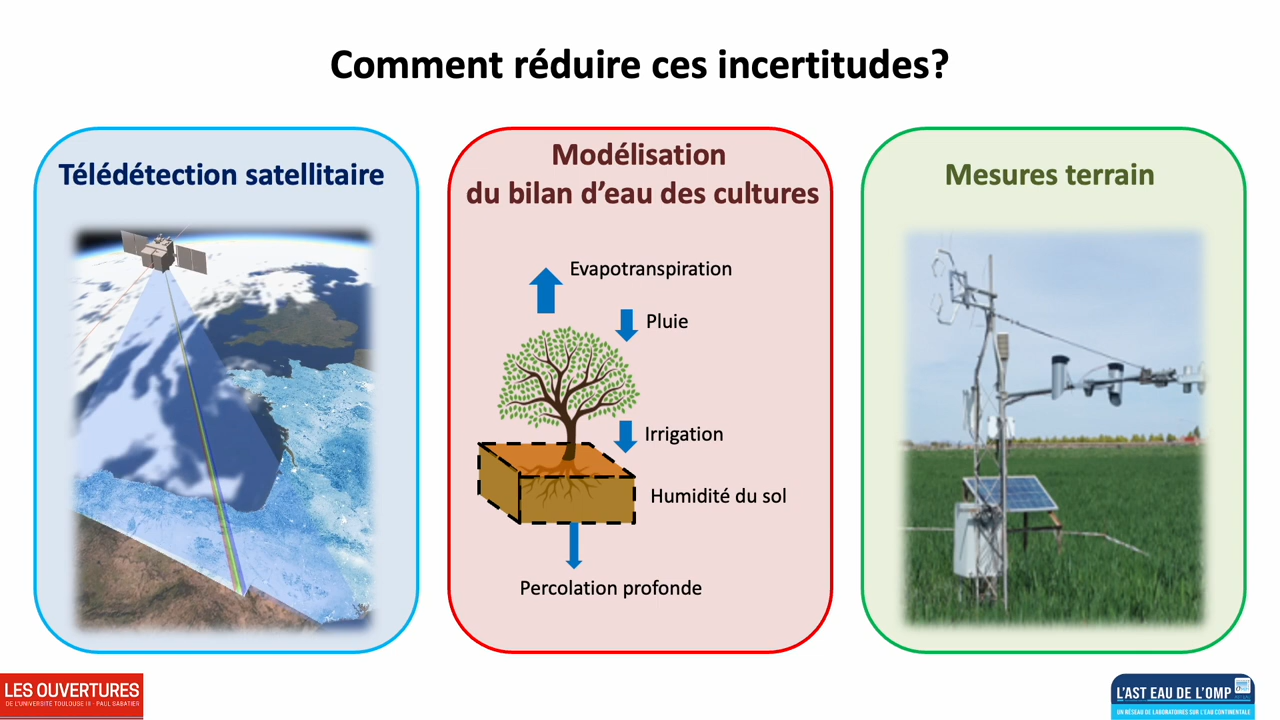 Comment réduire ces incertitudes?
Télédétection satellitaire
Modélisation
du bilan d'eau des cultures
Evapotranspiration
Pluie
Irrigation
Humidité du sol
Percolation profonde
Mesures terrain
LES OUVERTURES
DE L'UNIVERSITÉ TOULOUSE III - PAUL SABATIER
L'AST EAU DE L'OMP
UN RÉSEAU DE LABORATOIRES SUR L'EAU CONTINENTALE